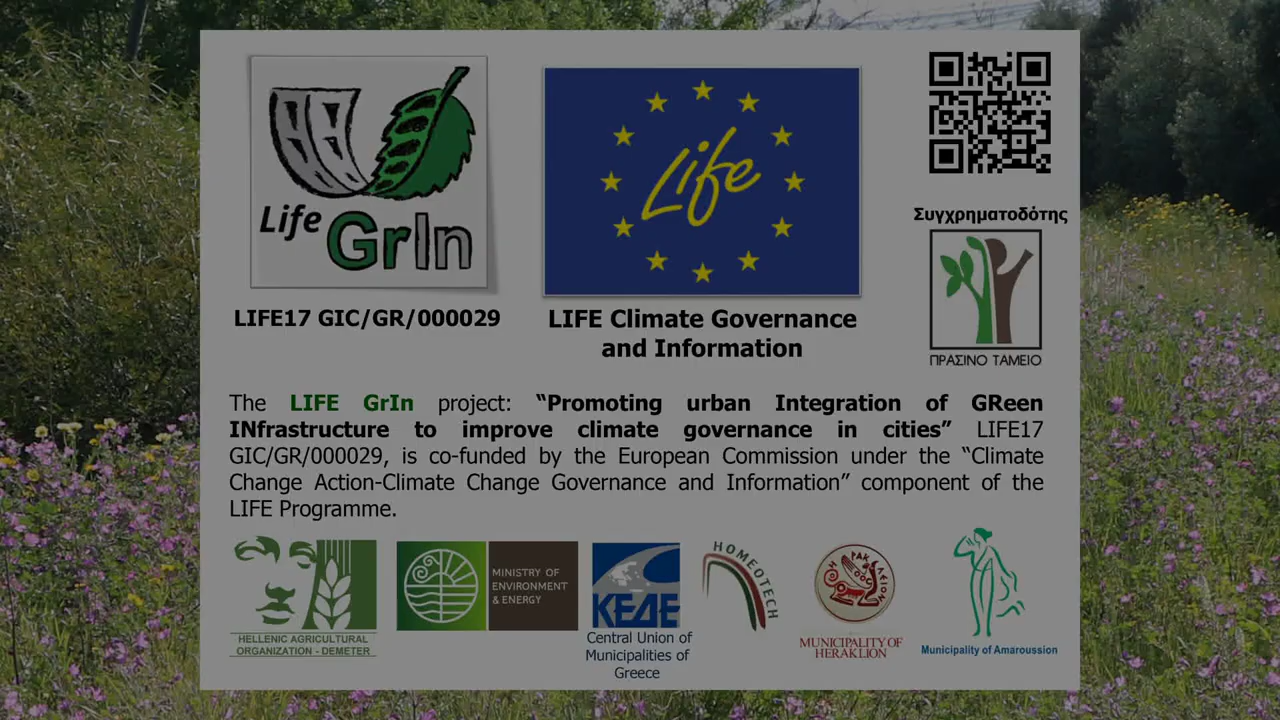 Life
GrIn
LIFE17 GIC/GR/000029
Life
LIFE Climate Governance
and Information
Συγχρηματοδότης
ΠΡΑΣΙΝΟ ΤΑΜΕΙΟ
The LIFE GrIn project: “Promoting urban Integration of GReen
INfrastructure to improve climate governance in cities” LIFE17
GIC/GR/000029, is co-funded by the European Commission under the “Climate
Change Action-Climate Change Governance and Information” component of the
LIFE Programme.
HELLENIC AGRICULTURAL
ORGANIZATION - DEMETER
MINISTRY OF
ENVIRONMENT
& ENERGY
ΚΕΔΕ
Central Union of
Municipalities of
Greece
HOMEOTECH
ΗΡΑΚΛΕΙΟΝ
MUNICIPALITY OF
HERAKLION
Municipality of Amaroussion